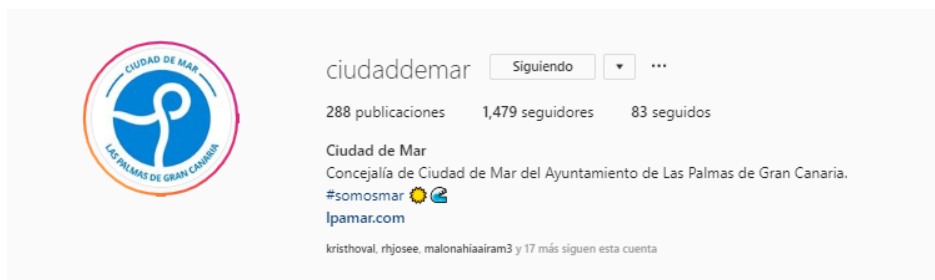 CIUDAD DE MAR
LAS PALMAS DE GRAN CANARIA
ciudaddemar Siguiendo
288 publicaciones 1,479 seguidores 83 seguidos
Ciudad de Mar
Concejalía de Ciudad de Mar del Ayuntamiento de Las Palmas de Gran Canaria.
#somosmar 🌞🌊
lpamar.com
kristhoval, rhjosee, malonahiaairam3 y 17 más siguen esta cuenta